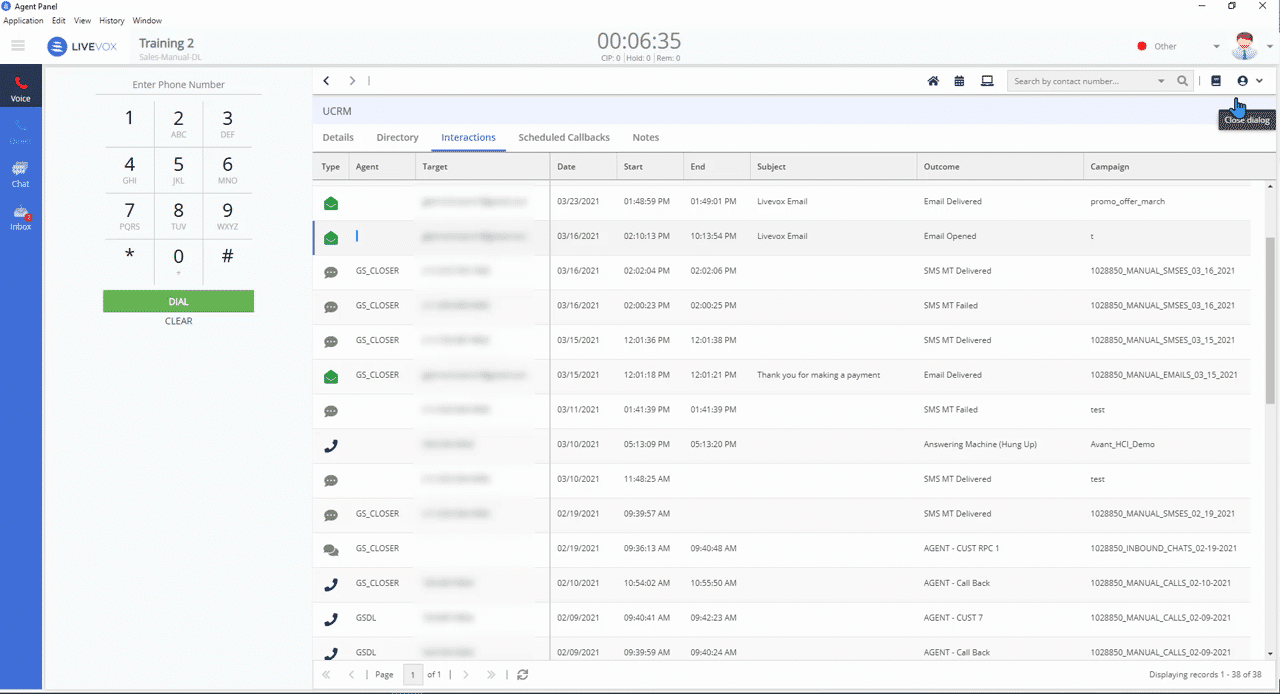 Agent Panel
Application Edit View History Window
LIVEVOX
Training 2
Sales-Manual-DL
00:06:35
CIP: 0 | Hold: 0 | Rem: 0
Other
Voice
Direct
Chat
2
Inbox
Enter Phone Number
1 2 3
ABC DEF
4 5 6
GHI JKL MNO
7 8 9
PQRS TUV WXYZ
* 0 #
+
DIAL
CLEAR
Search by contact number...
UCRM
Close dialog
Details Directory Interactions Scheduled Callbacks Notes
Type Agent Target Date Start End Subject Outcome Campaign
03/23/2021 01:48:59 PM 01:49:01 PM Livevox Email Email Delivered promo_offer_march
03/16/2021 02:10:13 PM 10:13:54 PM Livevox Email Email Opened t
GS_CLOSER 03/16/2021 02:02:04 PM 02:02:06 PM SMS MT Delivered 1028850_MANUAL_SMSES_03_16_2021
GS_CLOSER 03/16/2021 02:00:23 PM 02:00:25 PM SMS MT Failed 1028850_MANUAL_SMSES_03_16_2021
GS_CLOSER 03/15/2021 12:01:36 PM 12:01:38 PM SMS MT Delivered 1028850_MANUAL_SMSES_03_15_2021
GS_CLOSER 03/15/2021 12:01:18 PM 12:01:21 PM Thank you for making a payment Email Delivered 1028850_MANUAL_EMAILS_03_15_2021
03/11/2021 01:41:39 PM 01:41:39 PM SMS MT Failed test
03/10/2021 05:13:09 PM 05:13:20 PM Answering Machine (Hung Up) Avant_HCI_Demo
03/10/2021 11:48:25 AM SMS MT Delivered test
GS_CLOSER 02/19/2021 09:39:57 AM SMS MT Delivered 1028850_MANUAL_SMSES_02_19_2021
GS_CLOSER 02/19/2021 09:36:13 AM 09:40:48 AM AGENT - CUST RPC 1 1028850_INBOUND_CHATS_02-19-2021
GS_CLOSER 02/10/2021 10:54:02 AM 10:55:50 AM AGENT - Call Back 1028850_MANUAL_CALLS_02-10-2021
GSDL 02/09/2021 09:40:41 AM 09:42:23 AM AGENT - CUST 7 1028850_MANUAL_CALLS_02-09-2021
GSDL 02/09/2021 09:39:59 AM 09:40:24 AM AGENT - Call Back 1028850_MANUAL_CALLS_02-09-2021
Page 1 of 1
Displaying records 1 - 38 of 38